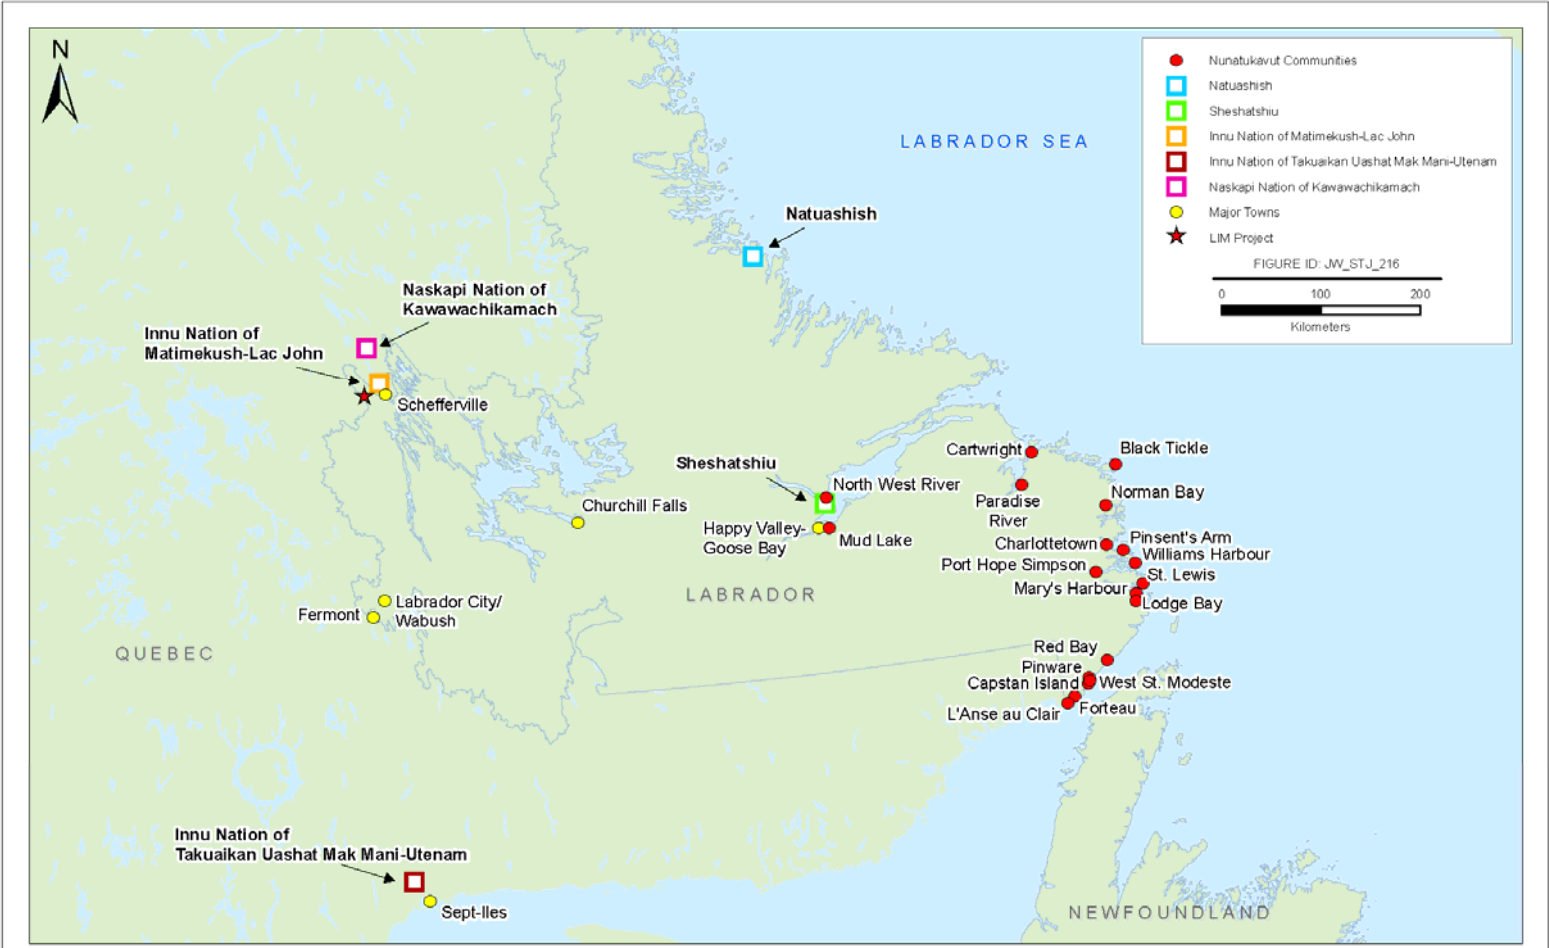 N
Nunatukavut Communities
Natuashish
Sheshatshiu
Innu Nation of Matimekush-Lac John
Innu Nation of Takuaikan Uashat Mak Mani-Utenam
Naskapi Nation of Kawawachikamach
Major Towns
LIM Project
FIGURE ID: JW_STJ_216
0 100 200
Kilometers
LABRADOR SEA
Natuashish
Naskapi Nation of
Kawawachikamach
Innu Nation of
Matimekush-Lac John
Schefferville
Sheshatshiu
North West River
Churchill Falls
Happy Valley-
Goose Bay
Mud Lake
Cartwright
Black Tickle
Paradise
River
Norman Bay
Charlottetown
Pinsent's Arm
Williams Harbour
Port Hope Simpson
St. Lewis
Mary's Harbour
Lodge Bay
LABRADOR
Labrador City/
Wabush
Fermont
QUEBEC
Red Bay
Pinware
Capstan Island
West St. Modeste
L'Anse au Clair
Forteau
Innu Nation of
Takuaikan Uashat Mak Mani-Utenam
Sept-Iles
NEWFOUNDLAND